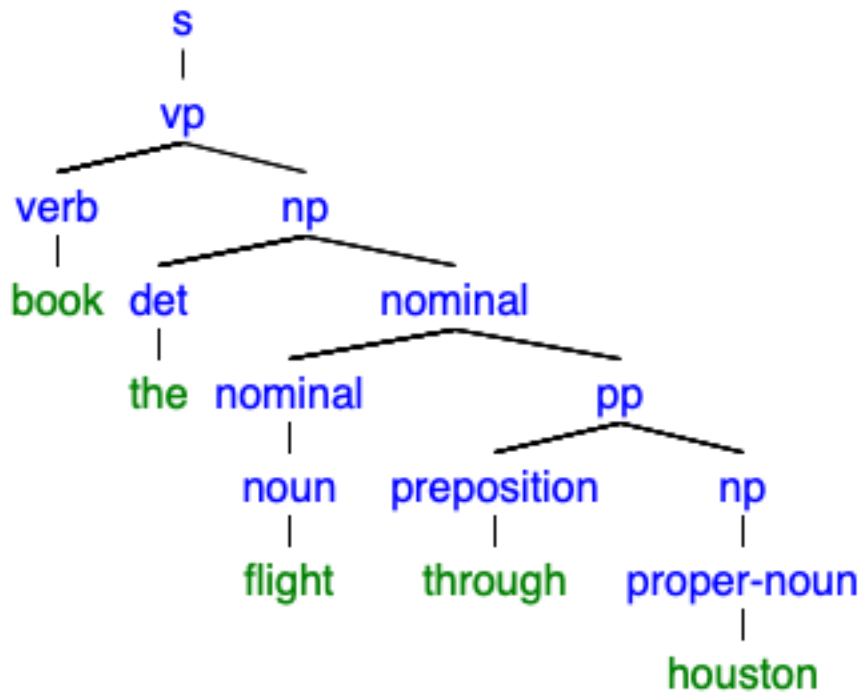 s
vp
verb np
book det nominal
the nominal pp
noun preposition np
flight through proper-noun
houston